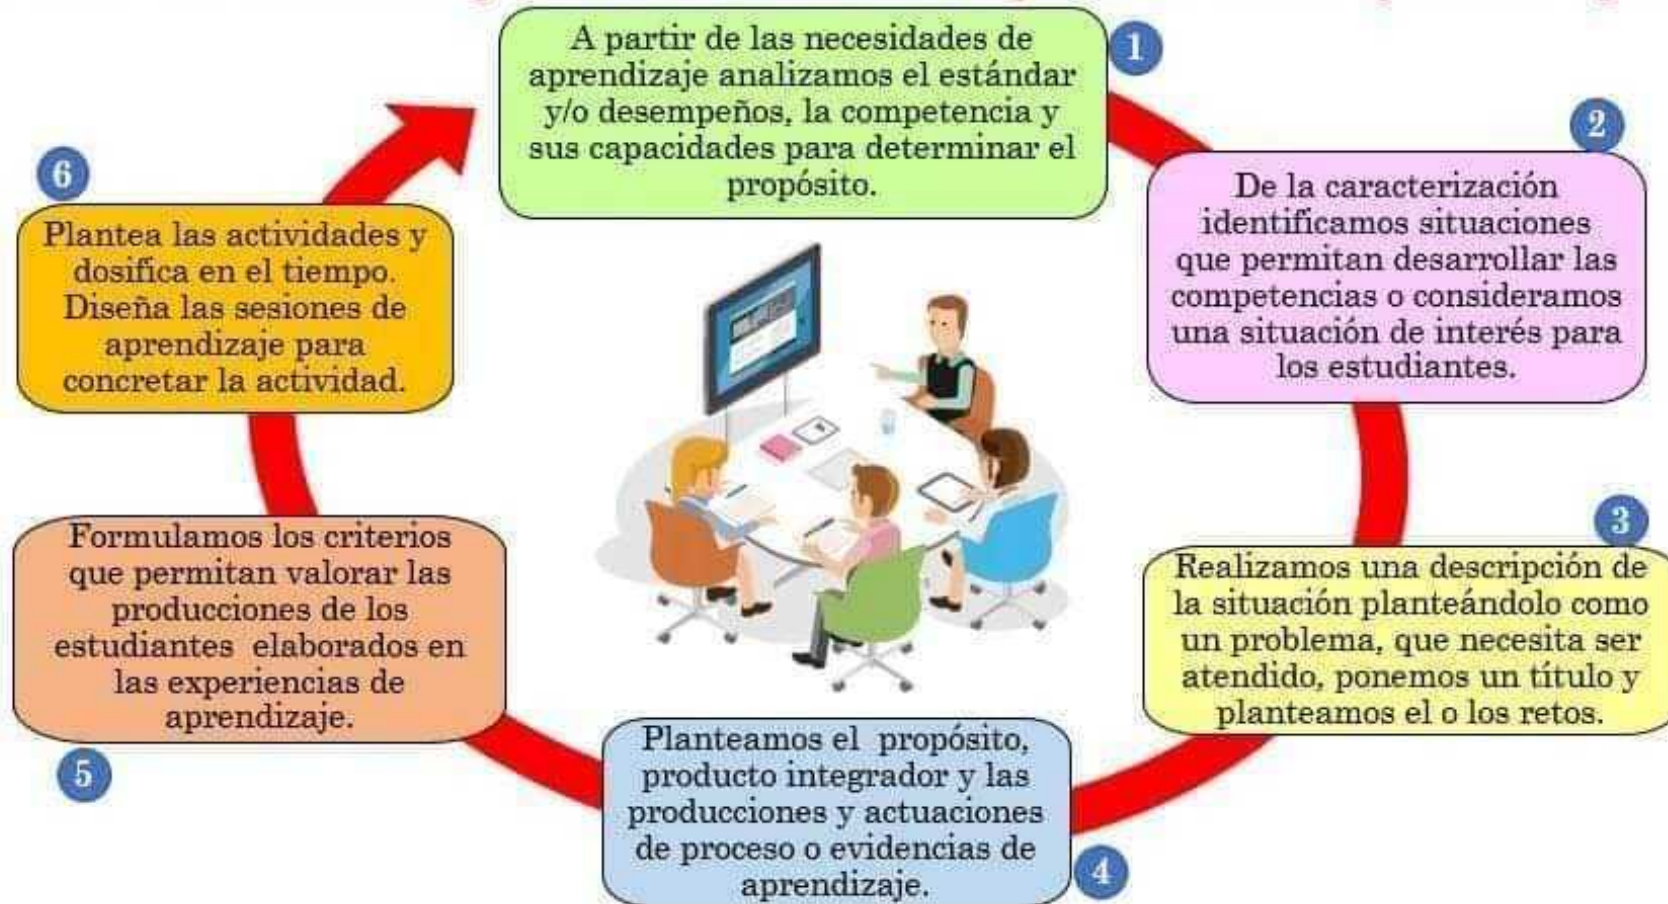 1
A partir de las necesidades de
aprendizaje analizamos el estándar
y/o desempeños, la competencia y
sus capacidades para determinar el
propósito.
2
De la caracterización
identificamos situaciones
que permitan desarrollar las
competencias o consideramos
una situación de interés para
los estudiantes.
3
Realizamos una descripción de
la situación planteándolo como
un problema, que necesita ser
atendido, ponemos un título y
planteamos el o los retos.
4
Planteamos el propósito,
producto integrador y las
producciones y actuaciones
de proceso o evidencias de
aprendizaje.
5
Formulamos los criterios
que permitan valorar las
producciones de los
estudiantes elaborados en
las experiencias de
aprendizaje.
6
Plantea las actividades y
dosifica en el tiempo.
Diseña las sesiones de
aprendizaje para
concretar la actividad.